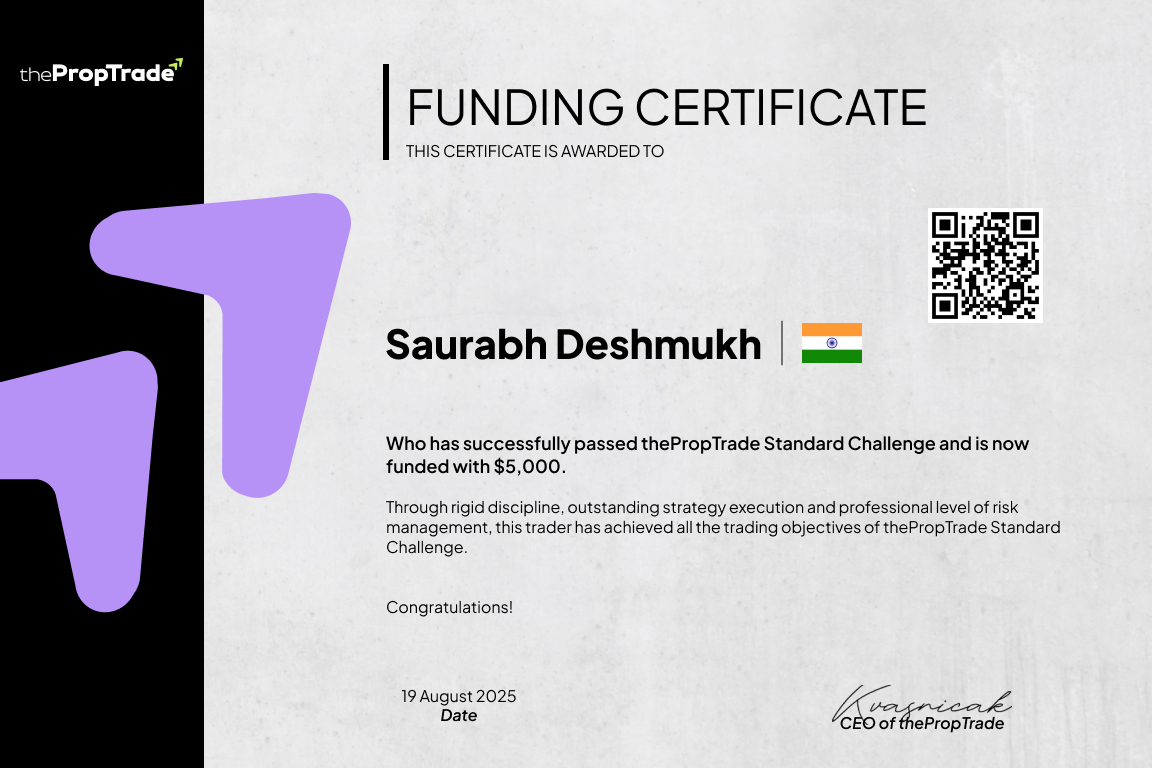 thePropTrade
FUNDING CERTIFICATE
THIS CERTIFICATE IS AWARDED TO
Saurabh Deshmukh
Who has successfully passed thePropTrade Standard Challenge and is now
funded with $5,000.
Through rigid discipline, outstanding strategy execution and professional level of risk
management, this trader has achieved all the trading objectives of thePropTrade Standard
Challenge.
Congratulations!
19 August 2025
Date
Kvasnicak
CEO of thePropTrade